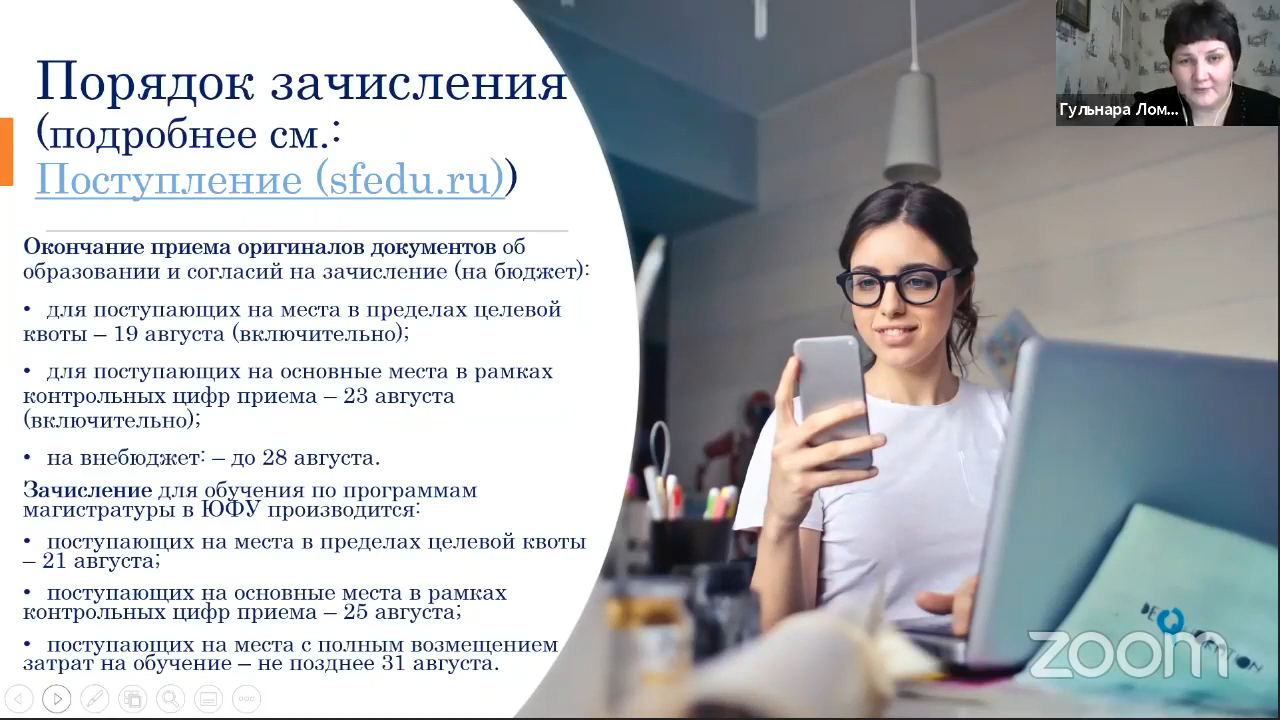 Порядок зачисления
(подробнее см.:
Поступление (sfedu.ru))
Окончание приема оригиналов документов об
образовании и согласий на зачисление (на бюджет):
• для поступающих на места в пределах целевой
квоты – 19 августа (включительно);
• для поступающих на основные места в рамках
контрольных цифр приема – 23 августа
(включительно);
• на внебюджет: – до 28 августа.
Зачисление для обучения по программам
магистратуры в ЮФУ производится:
• поступающих на места в пределах целевой квоты
– 21 августа;
• поступающих на основные места в рамках
контрольных цифр приема – 25 августа;
• поступающих на места с полным возмещением
затрат на обучение – не позднее 31 августа.
Гульнара Лом...
zoom